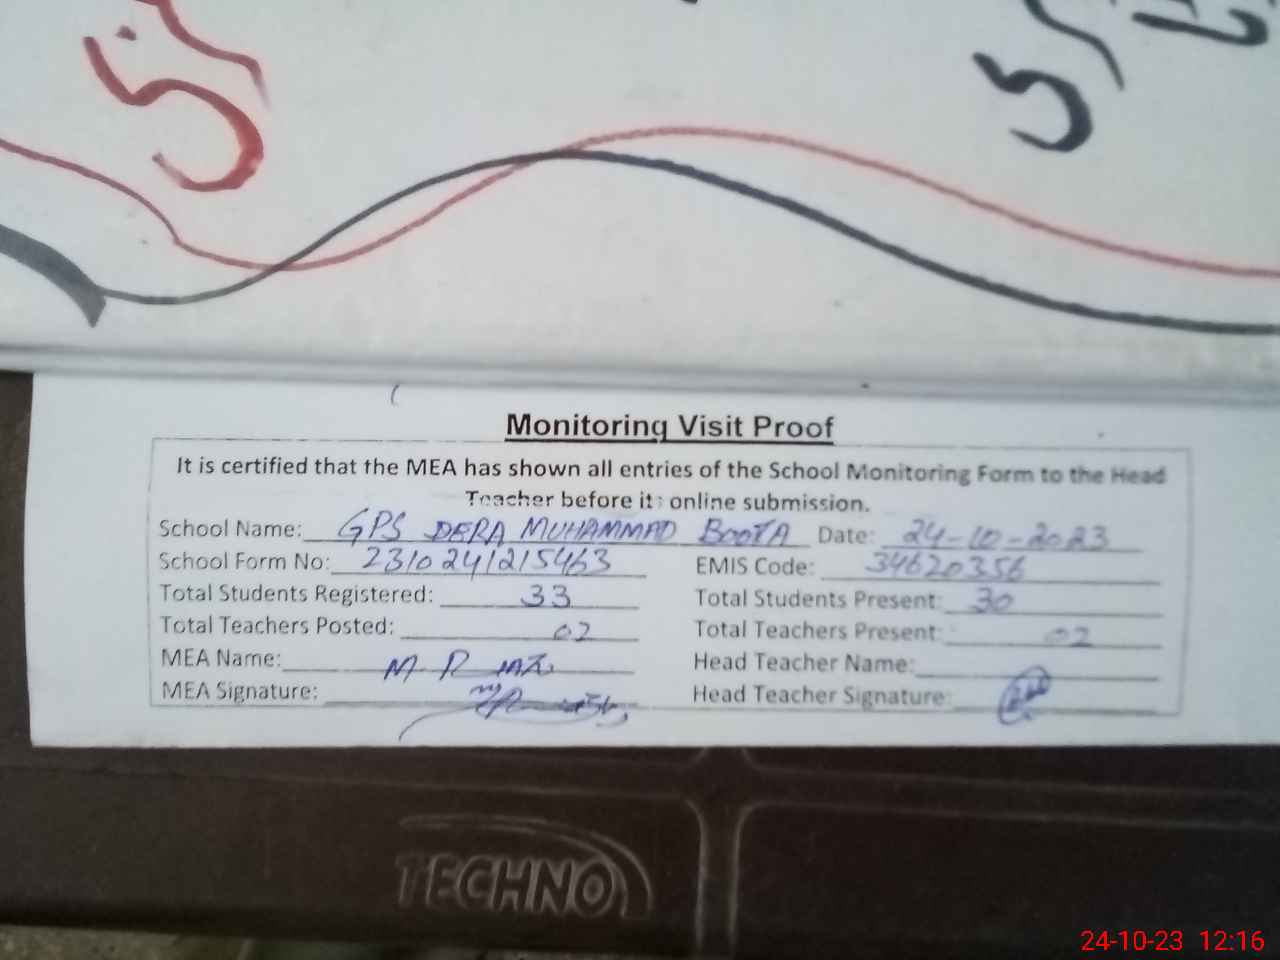 Monitoring Visit Proof
It is certified that the MEA has shown all entries of the School Monitoring Form to the Head
Teacher before its online submission.
School Name: GPS DERA MUHAMMAD BOOTA Date: 24-10-2023
School Form No: 2310241215463 EMIS Code: 34620356
Total Students Registered: 33 Total Students Present: 30
Total Teachers Posted: 02 Total Teachers Present: 02
MEA Name: M
Head Teacher Name:
MEA Signature: Head Teacher Signature:
TECHNO
24-10-23 12:16